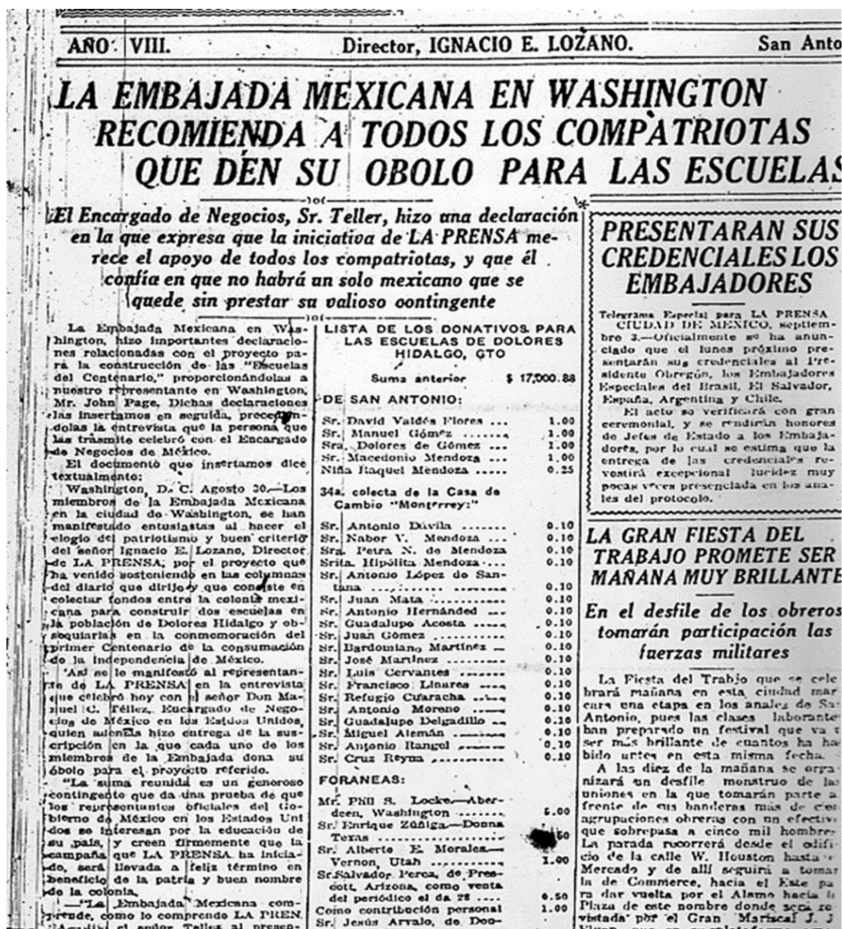 AÑO VIII.
Director, IGNACIO E. LOZANO.
San Anto
LA EMBAJADA MEXICANA EN WASHINGTON
RECOMIENDA A TODOS LOS COMPATRIOTAS
QUE DEN SU OBOLO PARA LAS ESCUELAS
El Encargado de Negocios, Sr. Teller, hizo una declaración
en la que expresa que la iniciativa de LA PRENSA me-
rece el apoyo de todos los compatriotas, y que él
confía en que no habrá un solo mexicano que se
quede sin prestar su valioso contingente
La Embajada Mexicana en Was-
hington, hizo importantes declaracio-
nes relacionadas con el proyecto pa-
ra la construcción de las "Escuelas
del Centenario," proporcionándolas a
nuestro representante en Washington,
Mr. John Page. Dichas declaraciones
las insertamos en seguida, precedién-
dolas la entrevista que la persona que
las trasmite celebró con el Encargado
de Negocios de México.
El documento que insertamos dice
textualmente:
Washington, D. C. Agosto 30.—Los
miembros de la Embajada Mexicana
en la ciudad de Washington, se han
manifestado entusiastas al hacer el
elogio del patriotismo y buen criterio
del señor Ignacio E. Lozano, Director
de LA PRENSA, por el proyecto que
ha venido sosteniendo en las columnas
del diario que dirije y que consiste en
colectar fondos entre la colonia mexi-
cana para construir dos escuelas en
la población de Dolores Hidalgo y ob-
sequiarlas en la conmemoración del
primer Centenario de la consumación
de la Independencia de México.
Así se lo manifestó al representan-
te de LA PRENSA en la entrevista
que celebró hoy con el señor Don Ma-
nuel C. Téllez, Encargado de Nego-
cios de México en los Estados Unidos,
quien además hizo entrega de la sus-
cripción en la que cada uno de los
miembros de la Embajada dona su
óbolo para el proyecto referido.
"La suma reunida es un generoso
contingente que da una prueba de que
los representantes oficiales del Go-
bierno de México en los Estados Uni
dos se interesan por la educación de
su país, y creen firmemente que la
campaña que LA PRENSA ha inicia-
do, será llevada a feliz término en
beneficio de la patria y buen nombre
de la colonia.
—"La Embajada Mexicana com-
prende, como lo comprende LA PREN
el señor Tellez al presen-
LISTA DE LOS DONATIVOS PARA
LAS ESCUELAS DE DOLORES
HIDALGO, GTO
Suma anterior $ 17,000.88
DE SAN ANTONIO:
Sr. David Valdés Flores ... 1.00
Sr. Manuel Gómez ... 1.00
Sra. Dolores de Gómez ... 1.00
Sr. Macedonio Mendoza ... 1.00
Niña Raquel Mendoza ..... 0.25
34a. colecta de la Casa de
Cambio "Monterrey:"
Sr. Antonio Dávila ....... 0.10
Sr. Nabor V. Mendoza ... 0.10
Sra. Petra N. de Mendoza 0.10
Srita. Hipólita Mendoza ... 0.10
Sr. Antonio López de San-
tana ... 0.10
Sr. Juan Mata ... 0.10
Sr. Antonio Hernánded ... 0.10
Sr. Guadalupe Acosta ... 0.10
Sr. Juan Gómez ... 0.10
Sr. Bardomiano Martínez — 0.10
Sr. José Martínez ... 0.10
Sr. Luis Cervantes ... 0.10
Sr. Francisco Linares ... 0.10
Sr. Refugio Cutaracha ... 0.10
Sr. Antonio Moreno ... 0.10
Sr. Guadalupe Delgadillo ... 0.10
Sr. Miguel Alemán ... 0.10
Sr. Antonio Rangel ... 0.10
Sr. Cruz Reyna ... 0.10
FORANEAS:
Mr. Phil S. Locke.—Aber-
deen, Washington ... 5.00
Sr. Enrique Zúñiga.—Donna
Texas ... 50
Sr. Alberto E. Morales.—
Vernon, Utah ... 1.00
Sr. Salvador Perea, de Pres-
cott, Arizona, como venta
del periódico el día 28 .... 0.50
Como contribución personal 1.00
Sr. Jesús Arvalo, de Doo-
PRESENTARAN SUS
CREDENCIALES LOS
EMBAJADORES
Telegrama Especial para LA PRENSA
CIUDAD DE MEXICO, septiem-
bre 3.—Oficialmente se ha anun-
ciado que el lunes próximo pre-
sentarán sus credenciales al Pre-
sidente Obregón, los Embajadores
Especiales del Brasil, El Salvador,
España, Argentina y Chile.
El acto se verificará con gran
ceremonial, y se rendirán honores
de Jefes de Estado a los Embaja-
dores, por lo cual se estima que la
entrega de las credenciales re-
vestirá excepcional lucidez muy
pocas veces presenciada en los ana-
les del protocolo.
LA GRAN FIESTA DEL
TRABAJO PROMETE SER
MAÑANA MUY BRILLANTE
En el desfile de los obreros
tomarán participación las
fuerzas militares
La Fiesta del Trabjo que se cele
brará mañana en esta ciudad mar
cará una etapa en los anales de Sa
Antonio, pues las clases laborante
han preparado un festival que va
ser más brillante de cuantos ha ha
bido antes en esta misma fecha.
A las diez de la mañana se orga
nizará un desfile monstruo de las
uniones en la que tomarán parte a
frente de sus banderas más de cien
agrupaciones obreras con un efectiv
que sobrepasa a cinco mil hombre
La parada recorrerá desde el edifi-
cio de la calle W. Houston hasta e
Mercado y de allí seguirá a tomar
la de Commerce, hacia el Este pa
ra dar vuelta por el Alamo hacia la
Plaza de este nombre donde será re
vistada por el Gran Mariscal J. J